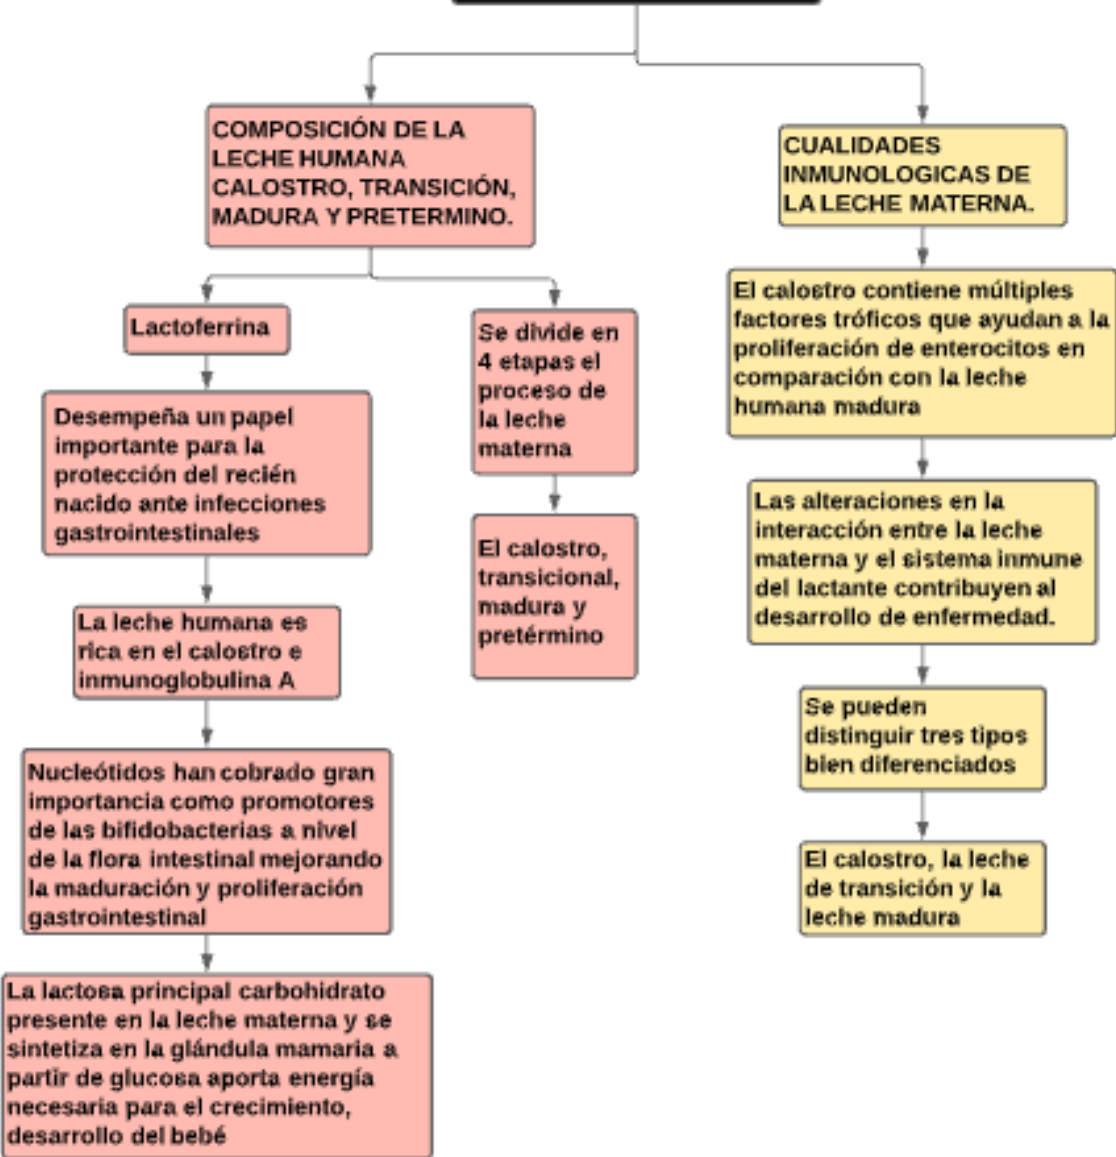 COMPOSICIÓN DE LA
LECHE HUMANA
CALOSTRO, TRANSICIÓN,
MADURA Y PRETERMINO.
Lactoferrina
Desempeña un papel
importante para la
protección del recién
nacido ante infecciones
gastrointestinales
La leche humana es
rica en el calostro e
inmunoglobulina A
Nucleótidos han cobrado gran
importancia como promotores
de las bifidobacterias a nivel
de la flora intestinal mejorando
la maduración y proliferación
gastrointestinal
La lactosa principal carbohidrato
presente en la leche materna y se
sintetiza en la glándula mamaria a
partir de glucosa aporta energía
necesaria para el crecimiento,
desarrollo del bebé
Se divide en
4 etapas el
proceso de
la leche
materna
El calostro,
transicional,
madura y
pretérmino
CUALIDADES
INMUNOLOGICAS DE
LA LECHE MATERNA.
El calostro contiene múltiples
factores tróficos que ayudan a la
proliferación de enterocitos en
comparación con la leche
humana madura
Las alteraciones en la
interacción entre la leche
materna y el sistema inmune
del lactante contribuyen al
desarrollo de enfermedad.
Se pueden
distinguir tres tipos
bien diferenciados
El calostro, la leche
de transición y la
leche madura